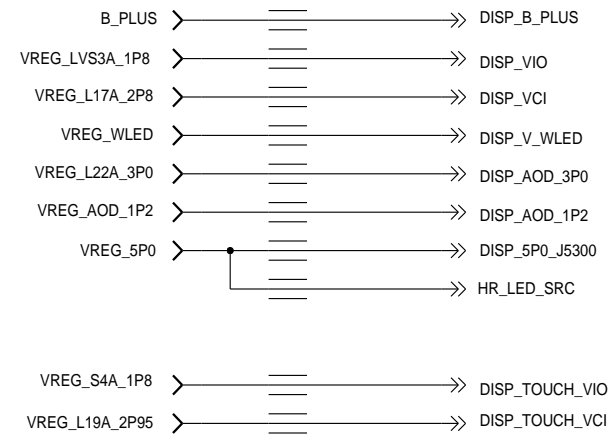 B_PLUS DISP_B_PLUS
VREG_LVS3A_1P8 DISP_VIO
VREG_L17A_2P8 DISP_VCI
VREG_WLED DISP_V_WLED
VREG_L22A_3P0 DISP_AOD_3P0
VREG_AOD_1P2 DISP_AOD_1P2
VREG_5P0 DISP_5P0_J5300
HR_LED_SRC
VREG_S4A_1P8 DISP_TOUCH_VIO
VREG_L19A_2P95 DISP_TOUCH_VCI